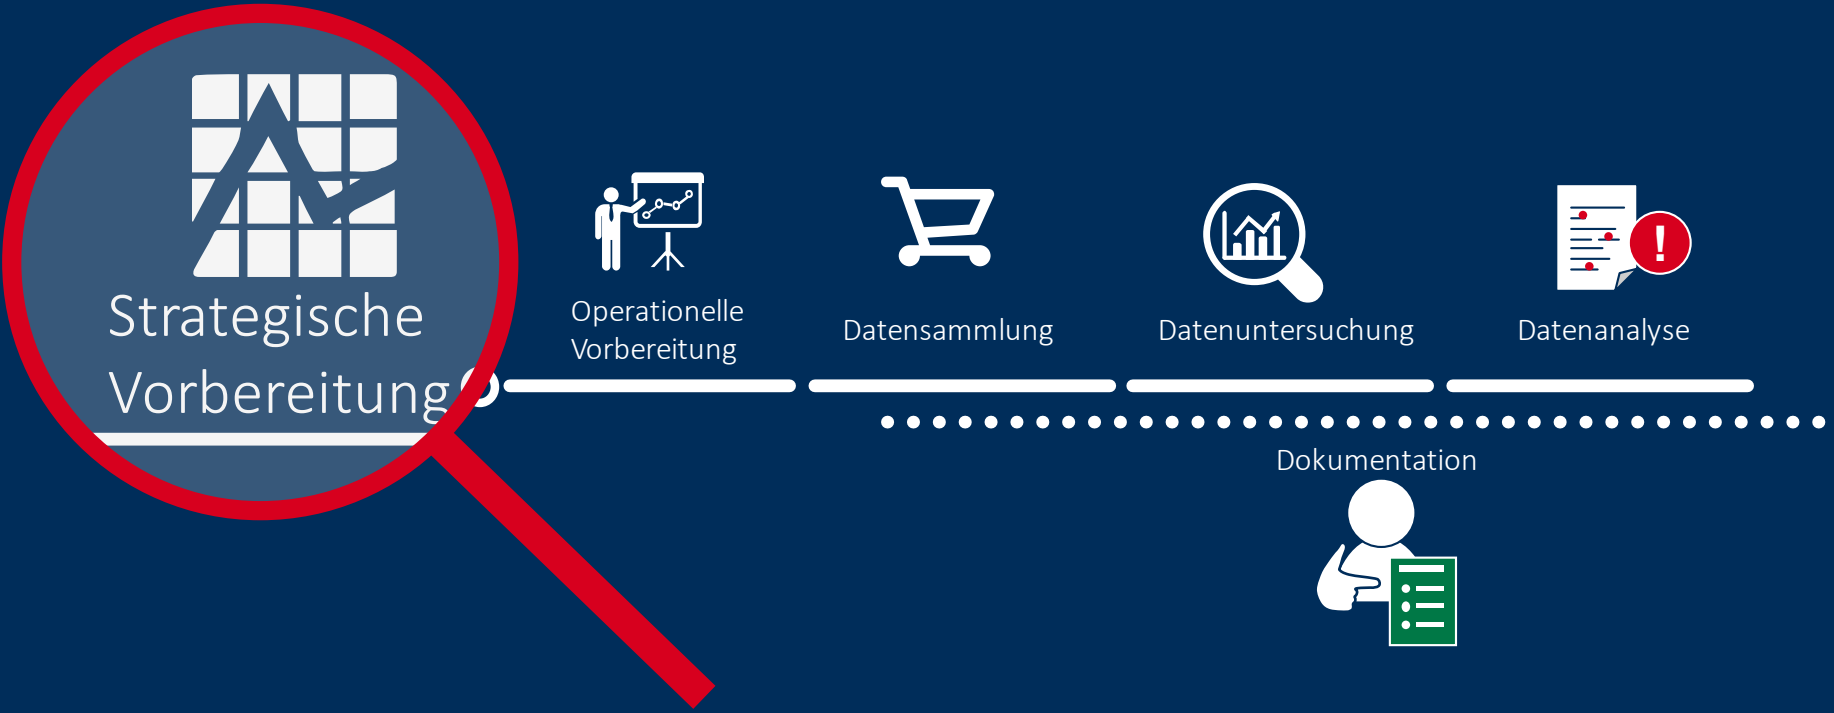 Strategische
Vorbereitung
Operationelle
Vorbereitung
Datensammlung
Datenuntersuchung
Datenanalyse
!
Dokumentation